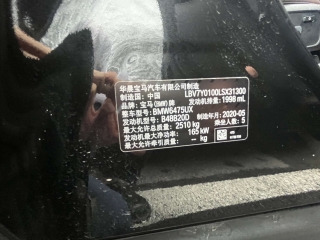 华晨宝马汽车有限公司制造
制造国：中国 LBV7Y0100LSX31300
品牌：宝马(BMW)牌 发动机排量：1998 mL
整车型号：BMW6475UX
发动机型号：B48B20D 制造年月：2020-05
最大允许总质量：2510 kg 乘坐人数：5
发动机最大净功率：165 kW
最大允许牵引质量：-- kg